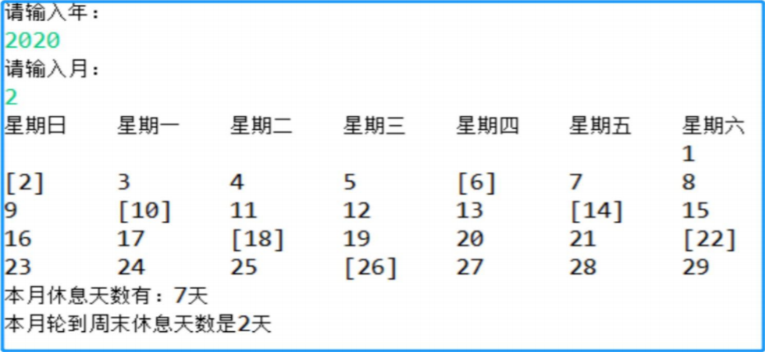 请输入年：
2020
请输入月：
2
星期日 星期一 星期二 星期三 星期四 星期五 星期六
1
[2] 3 4 5 [6] 7 8
9 [10] 11 12 13 [14] 15
16 17 [18] 19 20 21 [22]
23 24 25 [26] 27 28 29
本月休息天数有：7天
本月轮到周末休息天数是2天